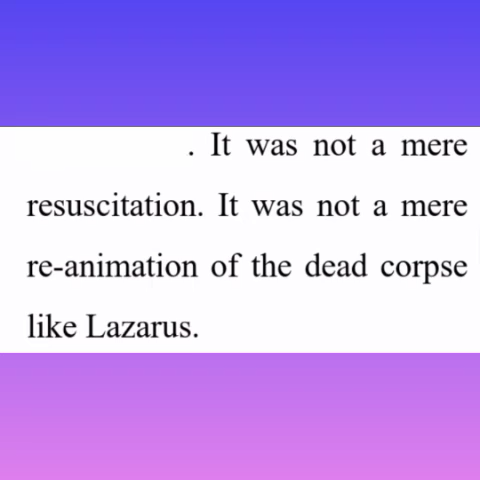 . It was not a mere
resuscitation. It was not a mere
re-animation of the dead corpse
like Lazarus.